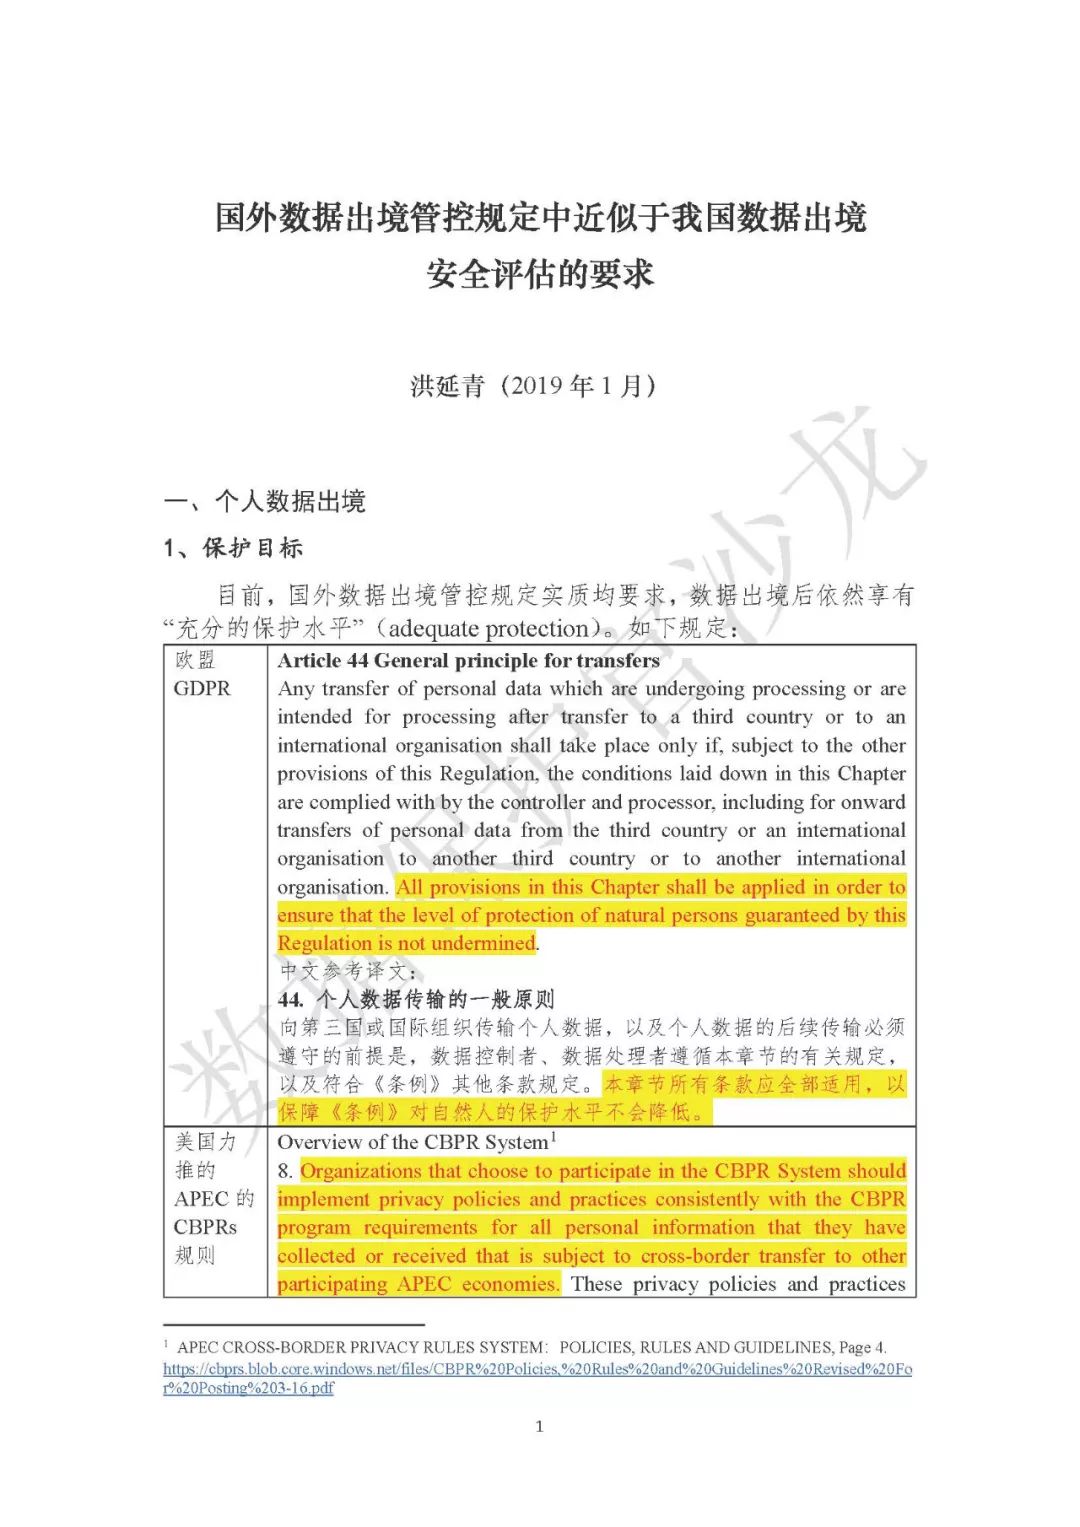 国外数据出境管控规定中近似于我国数据出境
安全评估的要求
洪延青（2019 年 1 月）
一、个人数据出境
1、保护目标
目前，国外数据出境管控规定实质均要求，数据出境后依然享有
“充分的保护水平”（adequate protection）。如下规定：
欧盟
GDPR
Article 44 General principle for transfers
Any transfer of personal data which are undergoing processing or are
intended for processing after transfer to a third country or to an
international organisation shall take place only if, subject to the other
provisions of this Regulation, the conditions laid down in this Chapter
are complied with by the controller and processor, including for onward
transfers of personal data from the third country or an international
organisation to another third country or to another international
organisation. All provisions in this Chapter shall be applied in order to
ensure that the level of protection of natural persons guaranteed by this
Regulation is not undermined.
中文参考译文：
44. 个人数据传输的一般原则
向第三国或国际组织传输个人数据，以及个人数据的后续传输必须
遵守的前提是，数据控制者、数据处理者遵循本章节的有关规定，
以及符合《条例》其他条款规定。本章节所有条款应全部适用，以
保障《条例》对自然人的保护水平不会降低。
美国力
推的
APEC 的
CBPRs
规则
Overview of the CBPR System1
8. Organizations that choose to participate in the CBPR System should
implement privacy policies and practices consistently with the CBPR
program requirements for all personal information that they have
collected or received that is subject to cross-border transfer to other
participating APEC economies. These privacy policies and practices
1 APEC CROSS-BORDER PRIVACY RULES SYSTEM：POLICIES, RULES AND GUIDELINES, Page 4.
https://cbprs.blob.core.windows.net/files/CBPR%20Policies,%20Rules%20and%20Guidelines%20Revised%20Fo
r%20Posting%203-16.pdf
1
数据保护官沙龙